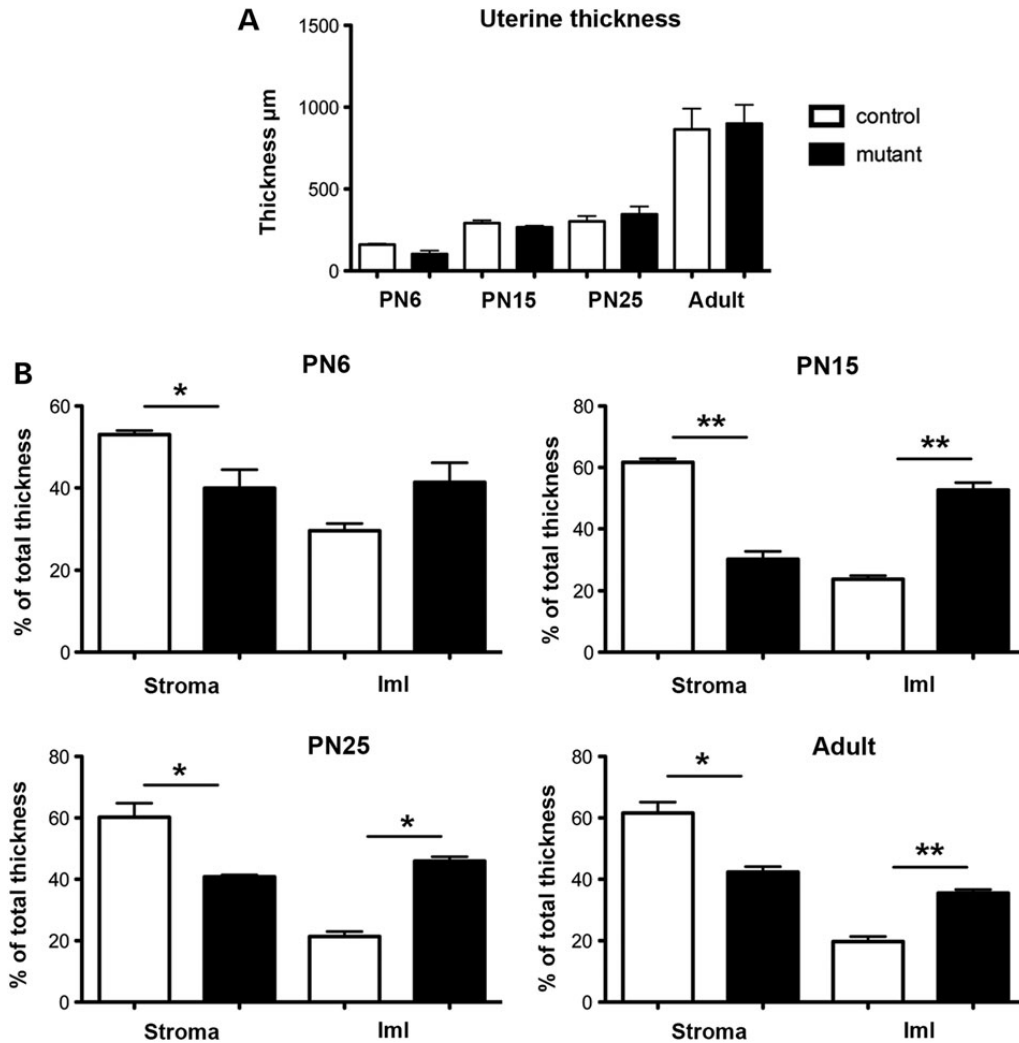 A
Uterine thickness
Thickness µm
1500
1000
500
0
PN6 PN15 PN25 Adult
control
mutant
B
PN6
% of total thickness
60
40
20
0
*
Stroma Iml
PN15
% of total thickness
80
60
40
20
0
**
**
Stroma Iml
PN25
% of total thickness
80
60
40
20
0
*
*
Stroma Iml
Adult
% of total thickness
80
60
40
20
0
*
**
Stroma Iml